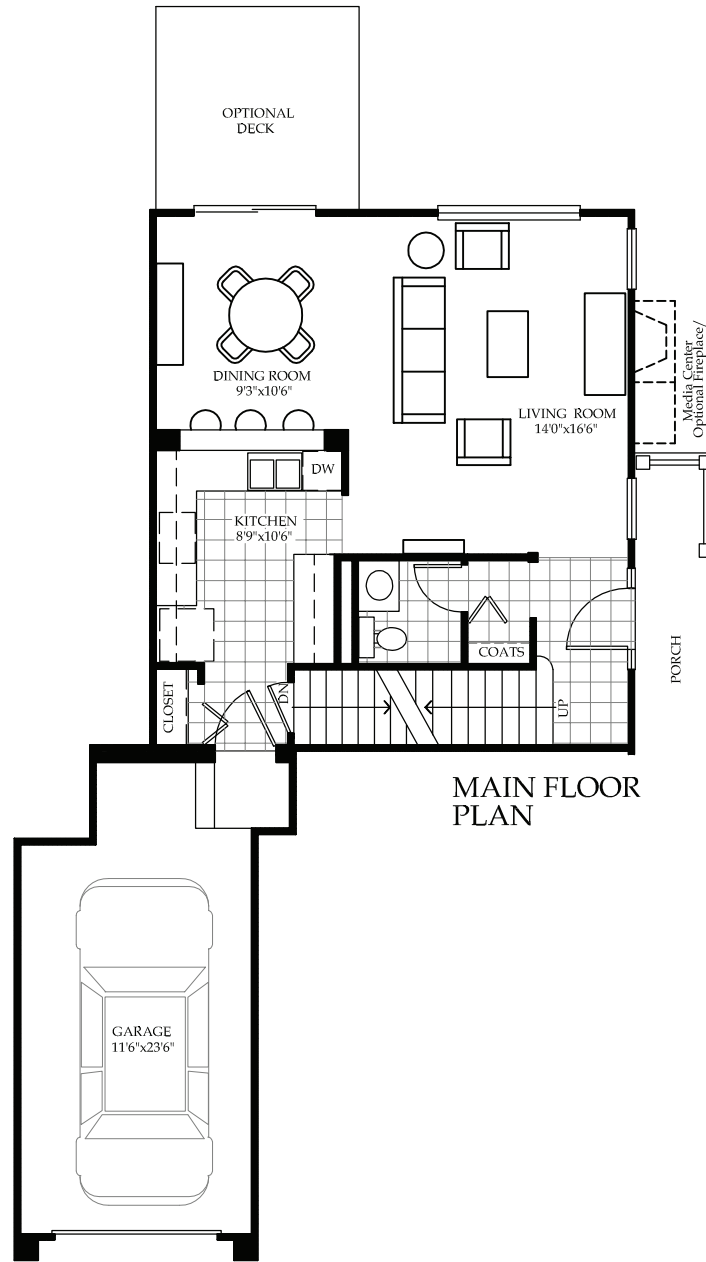 OPTIONAL
DECK
DINING ROOM
9'3"x10'6"
LIVING ROOM
14'0"x16'6"
Media Center
Optional Fireplace/
DW
KITCHEN
8'9"x10'6"
COATS
PORCH
CLOSET
DN
UP
MAIN FLOOR
PLAN
GARAGE
11'6"x23'6"